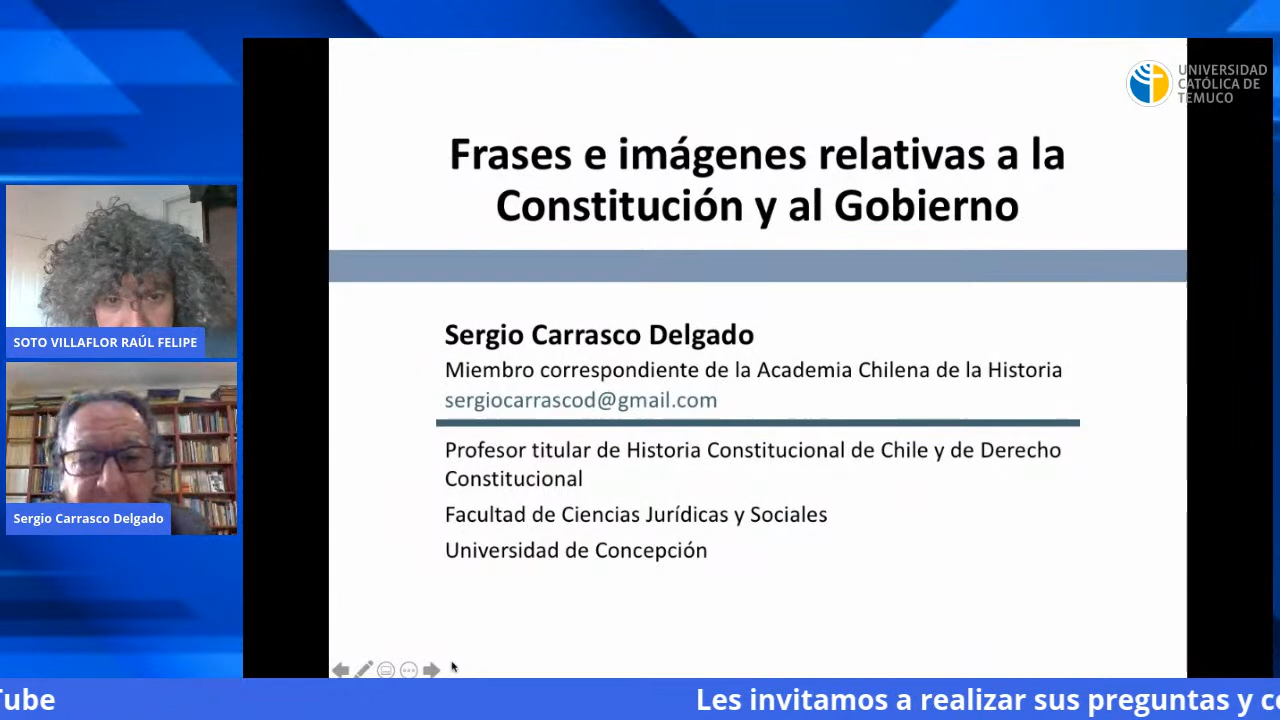 UNIVERSIDAD
CATÓLICA DE
TEMUCO
Frases e imágenes relativas a la
Constitución y al Gobierno
SOTO VILLAFLOR RAÚL FELIPE
Sergio Carrasco Delgado
Sergio Carrasco Delgado
Miembro correspondiente de la Academia Chilena de la Historia
sergiocarrascod@gmail.com
Profesor titular de Historia Constitucional de Chile y de Derecho
Constitucional
Facultad de Ciencias Jurídicas y Sociales
Universidad de Concepción
Tube
Les invitamos a realizar sus preguntas y